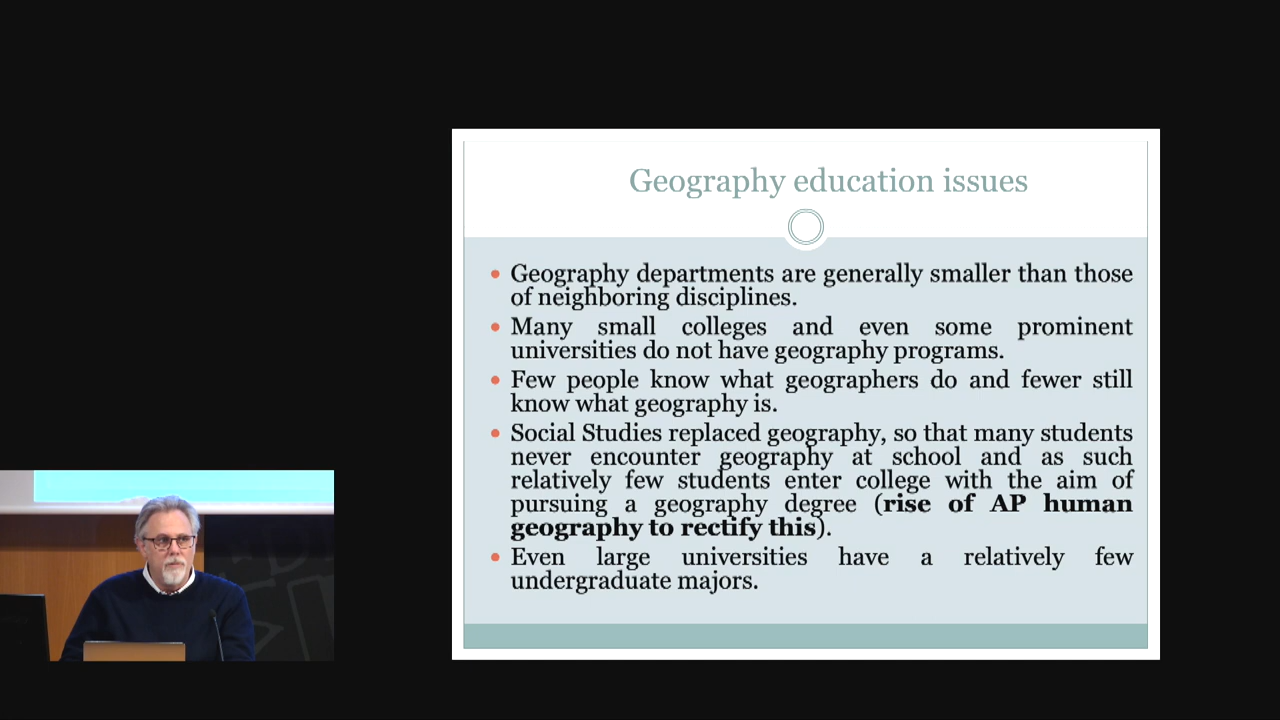 Geography education issues
Geography departments are generally smaller than those
of neighboring disciplines.
Many small colleges and even some prominent
universities do not have geography programs.
Few people know what geographers do and fewer still
know what geography is.
Social Studies replaced geography, so that many students
never encounter geography at school and as such
relatively few students enter college with the aim of
pursuing a geography degree (rise of AP human
geography to rectify this).
Even large universities have a relatively few
undergraduate majors.